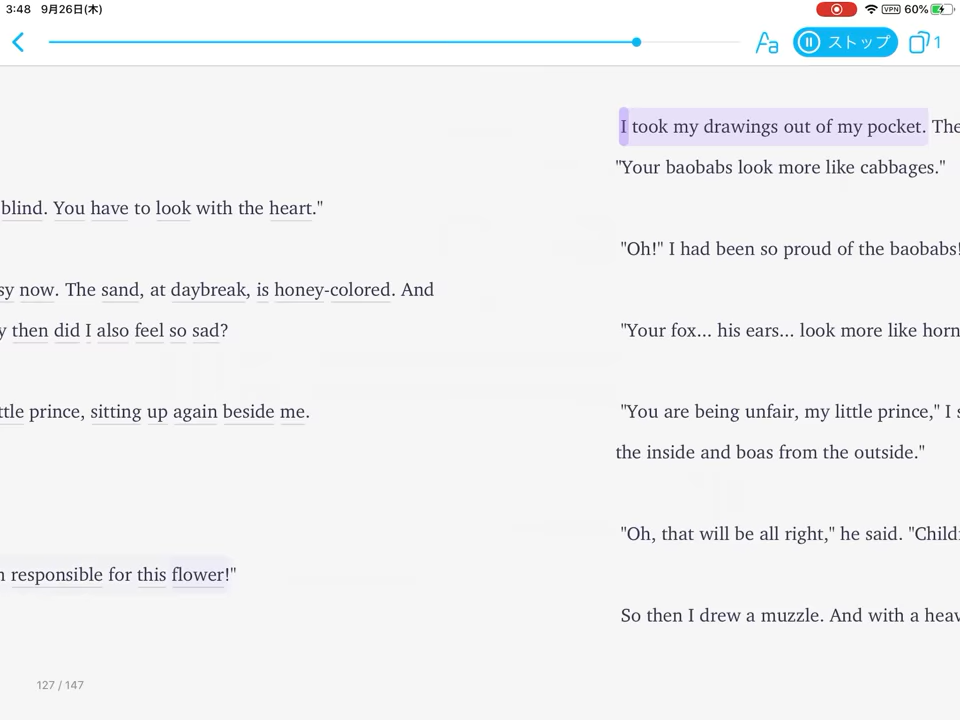 3:48 9月26日(木) VPN 60%
ストップ 1
blind. You have to look with the heart."
sy now. The sand, at daybreak, is honey-colored. And
y then did I also feel so sad?
ttle prince, sitting up again beside me.
n responsible for this flower!"
127 / 147
I took my drawings out of my pocket. The
"Your baobabs look more like cabbages."
"Oh!" I had been so proud of the baobabs!
"Your fox... his ears... look more like horn
"You are being unfair, my little prince," I s
the inside and boas from the outside."
"Oh, that will be all right," he said. "Child
So then I drew a muzzle. And with a heav